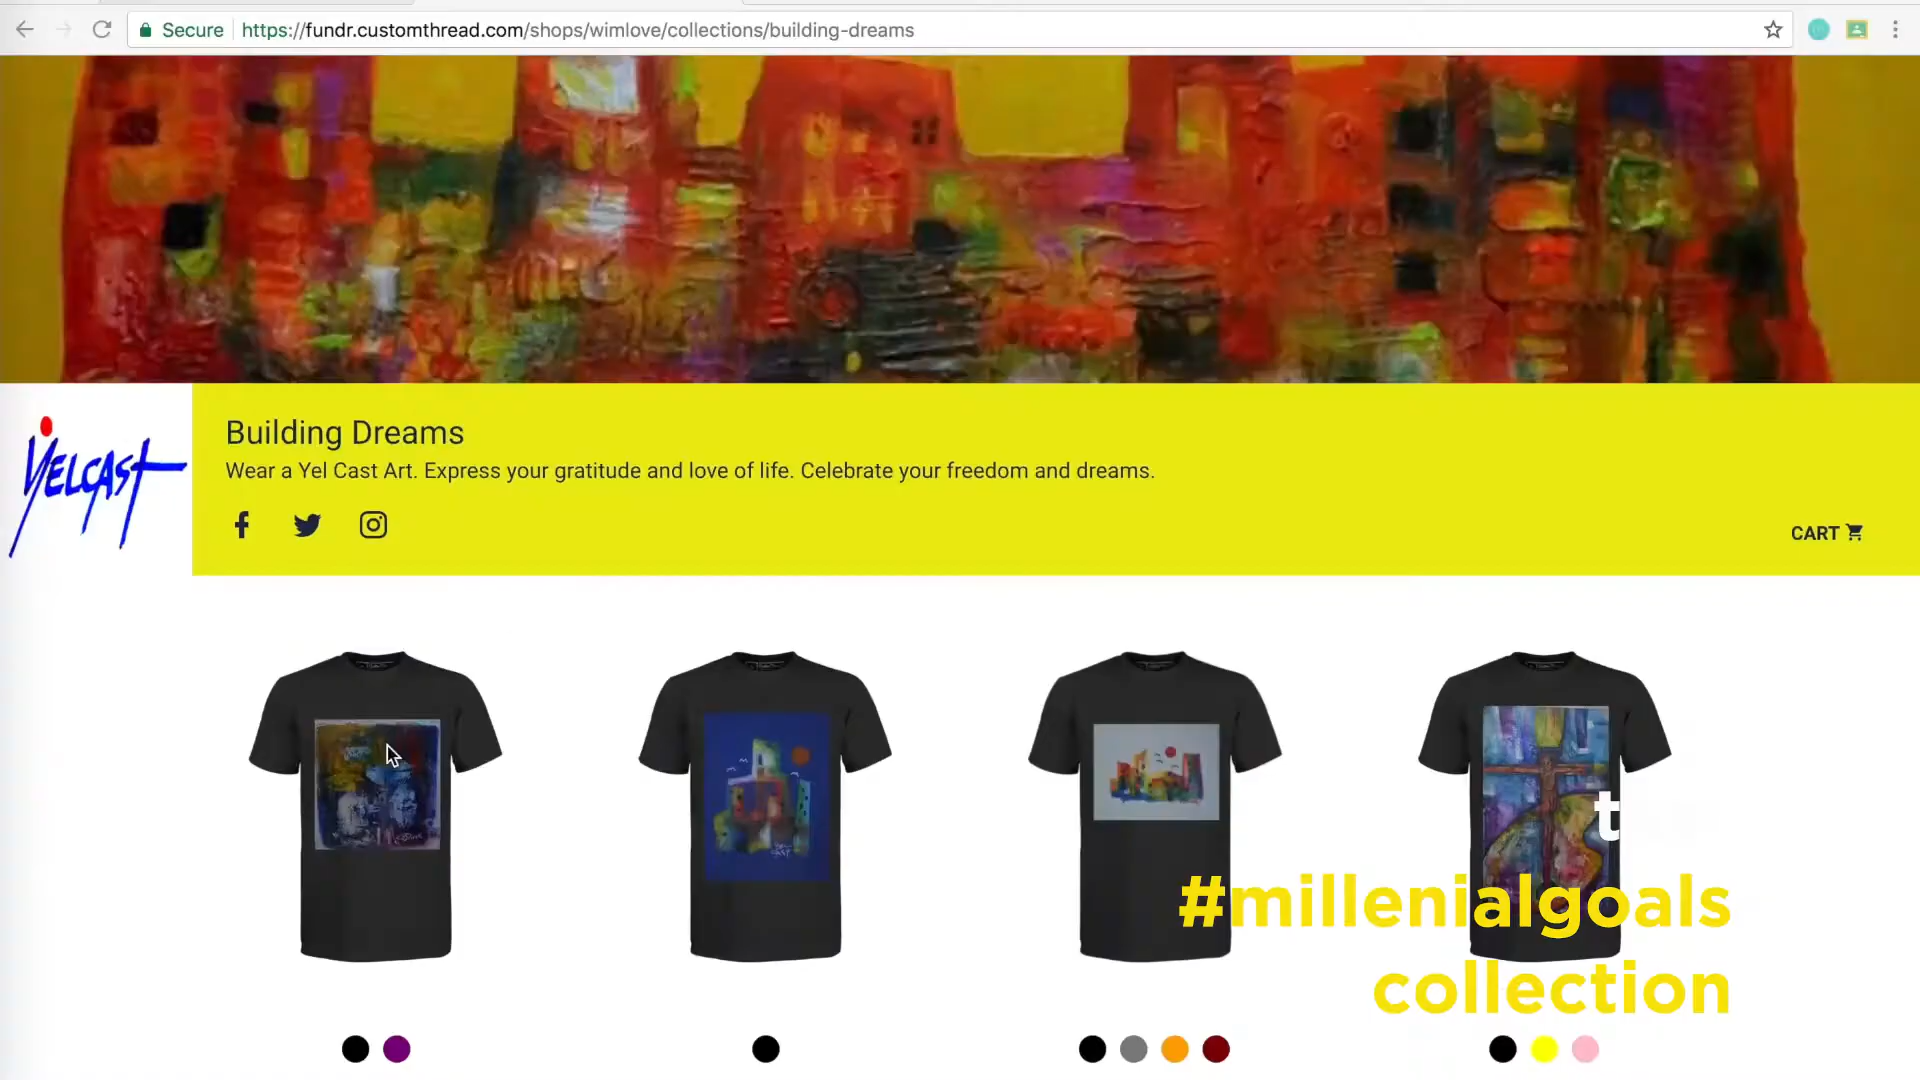 Secure
https://fundr.customthread.com/shops/wimlove/collections/building-dreams
YELCAST
Building Dreams
Wear a Yel Cast Art. Express your gratitude and love of life. Celebrate your freedom and dreams.
CART
t
#millenialgoals
collection